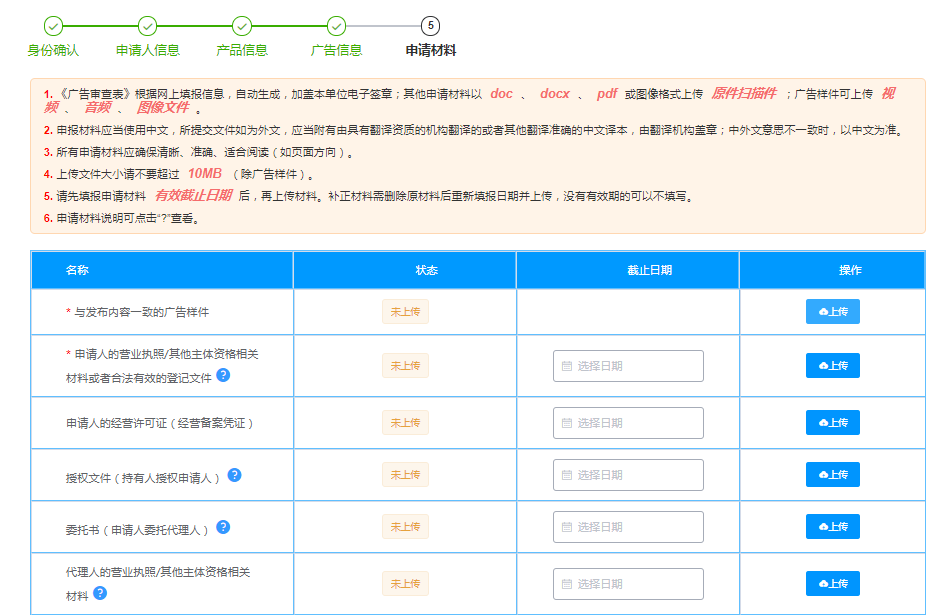 5
身份确认 申请人信息 产品信息 广告信息 申请材料
1. 《广告审查表》根据网上填报信息，自动生成，加盖本单位电子签章；其他申请材料以 doc 、 docx 、 pdf 或图像格式上传 原件扫描件 ；广告样件可上传 视
频 、 音频 、 图像文件 。
2. 申报材料应当使用中文，所提交文件如为外文，应当附有由具有翻译资质的机构翻译的或者其他翻译准确的中文译本，由翻译机构盖章；中外文意思不一致时，以中文为准。
3. 所有申请材料应确保清晰、准确、适合阅读（如页面方向）。
4. 上传文件大小请不要超过 10MB （除广告样件）。
5. 请先填报申请材料 有效截止日期 后，再上传材料。补正材料需删除原材料后重新填报日期并上传，没有有效期的可以不填写。
6. 申请材料说明可点击“?”查看。
名称 状态 截止日期 操作
* 与发布内容一致的广告样件 未上传 上传
* 申请人的营业执照/其他主体资格相关
材料或者合法有效的登记文件 ? 未上传 选择日期 上传
申请人的经营许可证（经营备案凭证） 未上传 选择日期 上传
授权文件（持有人授权申请人） ? 未上传 选择日期 上传
委托书（申请人委托代理人） ? 未上传 选择日期 上传
代理人的营业执照/其他主体资格相关
材料 ? 未上传 选择日期 上传